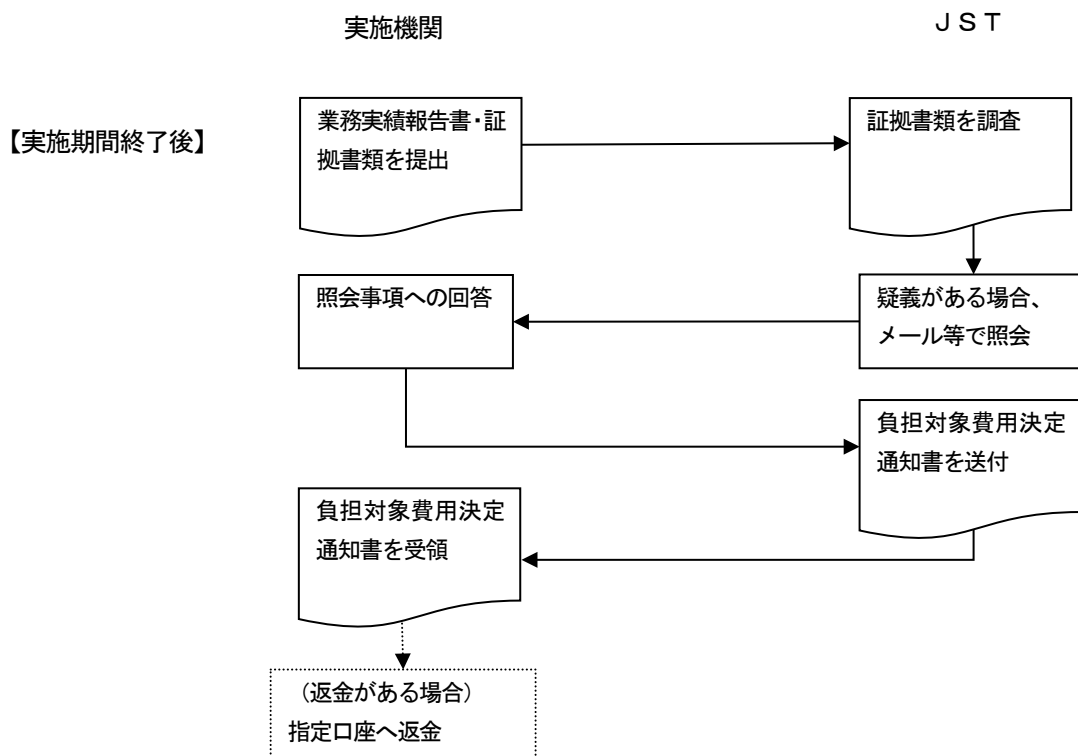 実施機関
ＪＳＴ
【実施期間終了後】
業務実績報告書・証
拠書類を提出
証拠書類を調査
照会事項への回答
疑義がある場合、
メール等で照会
負担対象費用決定
通知書を送付
負担対象費用決定
通知書を受領
（返金がある場合）
指定口座へ返金